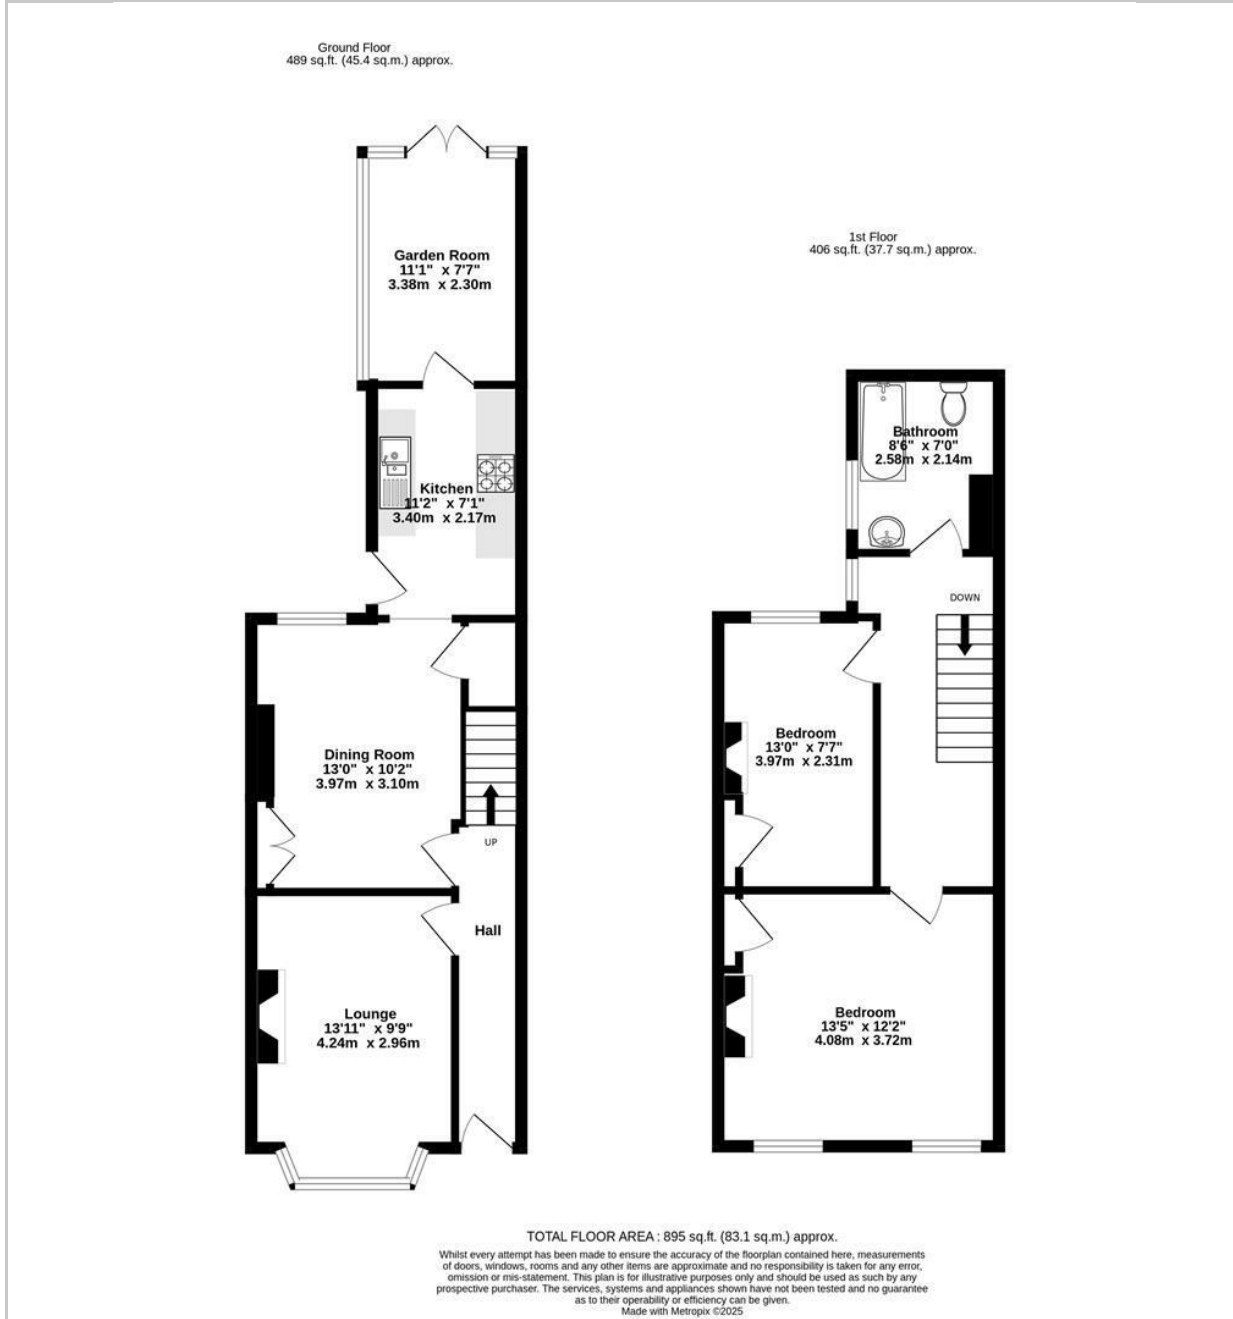 Ground Floor
489 sq.ft. (45.4 sq.m.) approx.
Garden Room
11'1" x 7'7"
3.38m x 2.30m
Kitchen
11'2" x 7'1"
3.40m x 2.17m
Dining Room
13'0" x 10'2"
3.97m x 3.10m
UP
Hall
Lounge
13'11" x 9'9"
4.24m x 2.96m
1st Floor
406 sq.ft. (37.7 sq.m.) approx.
Bathroom
8'6" x 7'0"
2.58m x 2.14m
DOWN
Bedroom
13'0" x 7'7"
3.97m x 2.31m
Bedroom
13'5" x 12'2"
4.08m x 3.72m
TOTAL FLOOR AREA : 895 sq.ft. (83.1 sq.m.) approx.
Whilst every attempt has been made to ensure the accuracy of the floorplan contained here, measurements
of doors, windows, rooms and any other items are approximate and no responsibility is taken for any error,
omission or mis-statement. This plan is for illustrative purposes only and should be used as such by any
prospective purchaser. The services, systems and appliances shown have not been tested and no guarantee
as to their operability or efficiency can be given.
Made with Metropix ©2025